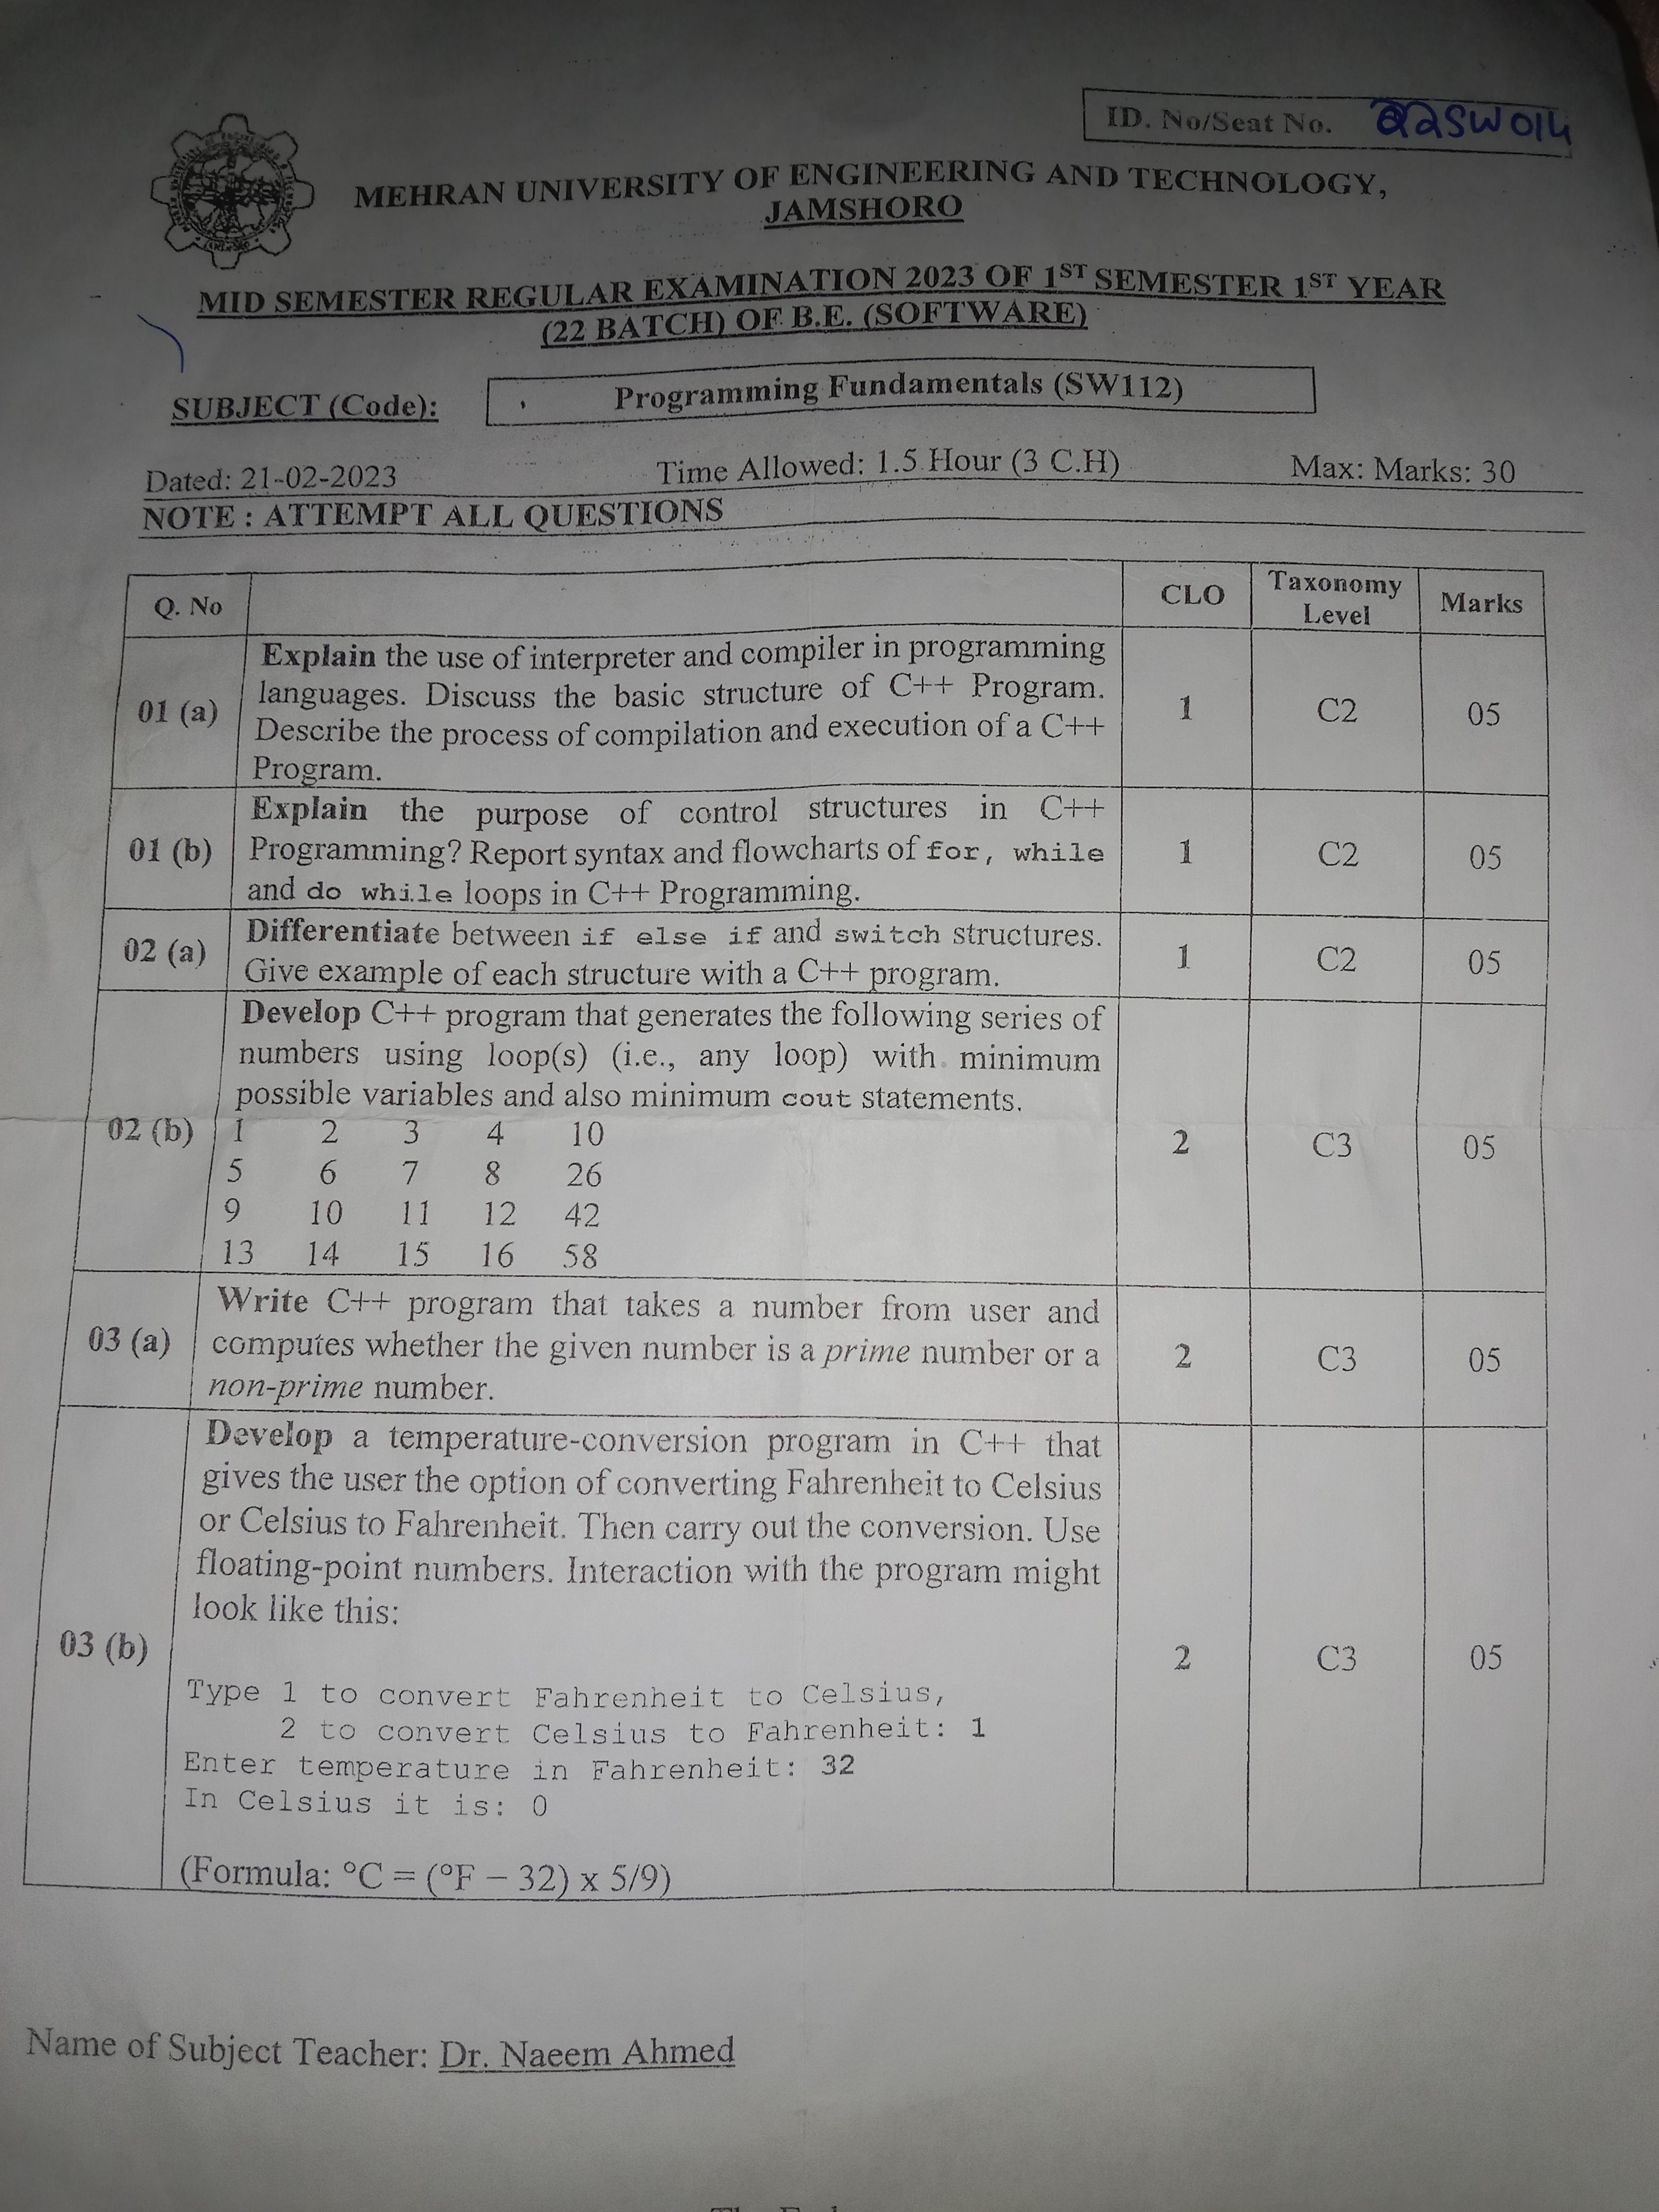 ID. No/Seat No. 22SW014
MEHRAN UNIVERSITY OF ENGINEERING AND TECHNOLOGY,
JAMSHORO
MID SEMESTER REGULAR EXAMINATION 2023 OF 1ST SEMESTER 1ST YEAR
(22 BATCH) OF B.E. (SOFTWARE)
SUBJECT (Code): Programming Fundamentals (SW112)
Dated: 21-02-2023 Time Allowed: 1.5 Hour (3 C.H) Max: Marks: 30
NOTE : ATTEMPT ALL QUESTIONS
Q. No CLO Taxonomy Level Marks
01 (a) Explain the use of interpreter and compiler in programming
languages. Discuss the basic structure of C++ Program.
Describe the process of compilation and execution of a C++
Program.
1 C2 05
01 (b) Explain the purpose of control structures in C++
Programming? Report syntax and flowcharts of for, while
and do while loops in C++ Programming.
1 C2 05
02 (a) Differentiate between if else if and switch structures.
Give example of each structure with a C++ program.
1 C2 05
02 (b) Develop C++ program that generates the following series of
numbers using loop(s) (i.e., any loop) with minimum
possible variables and also minimum cout statements.
1 2 3 4 10
5 6 7 8 26
9 10 11 12 42
13 14 15 16 58
2 C3 05
03 (a) Write C++ program that takes a number from user and
computes whether the given number is a prime number or a
non-prime number.
2 C3 05
03 (b) Develop a temperature-conversion program in C++ that
gives the user the option of converting Fahrenheit to Celsius
or Celsius to Fahrenheit. Then carry out the conversion. Use
floating-point numbers. Interaction with the program might
look like this:
Type 1 to convert Fahrenheit to Celsius,
2 to convert Celsius to Fahrenheit: 1
Enter temperature in Fahrenheit: 32
In Celsius it is: 0
(Formula: °C = (°F – 32) x 5/9)
2 C3 05
Name of Subject Teacher: Dr. Naeem Ahmed